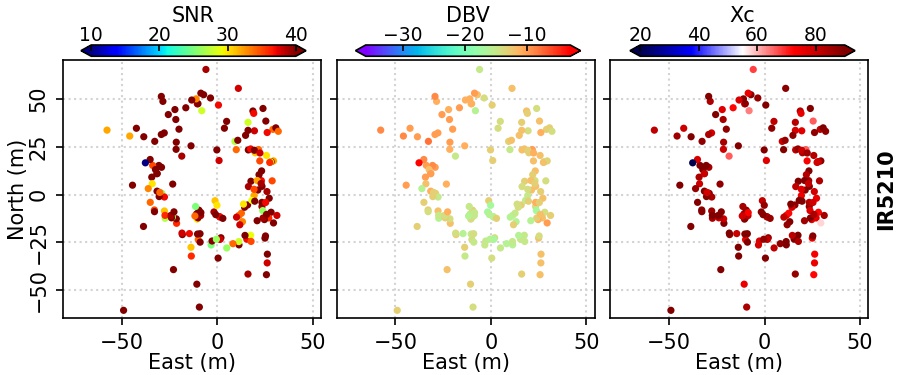 SNR DBV Xc
10 20 30 40 −30 −20 −10 20 40 60 80
50
25
0
−25
−50
North (m)
IR5210
−50 0 50 −50 0 50 −50 0 50
East (m) East (m) East (m)